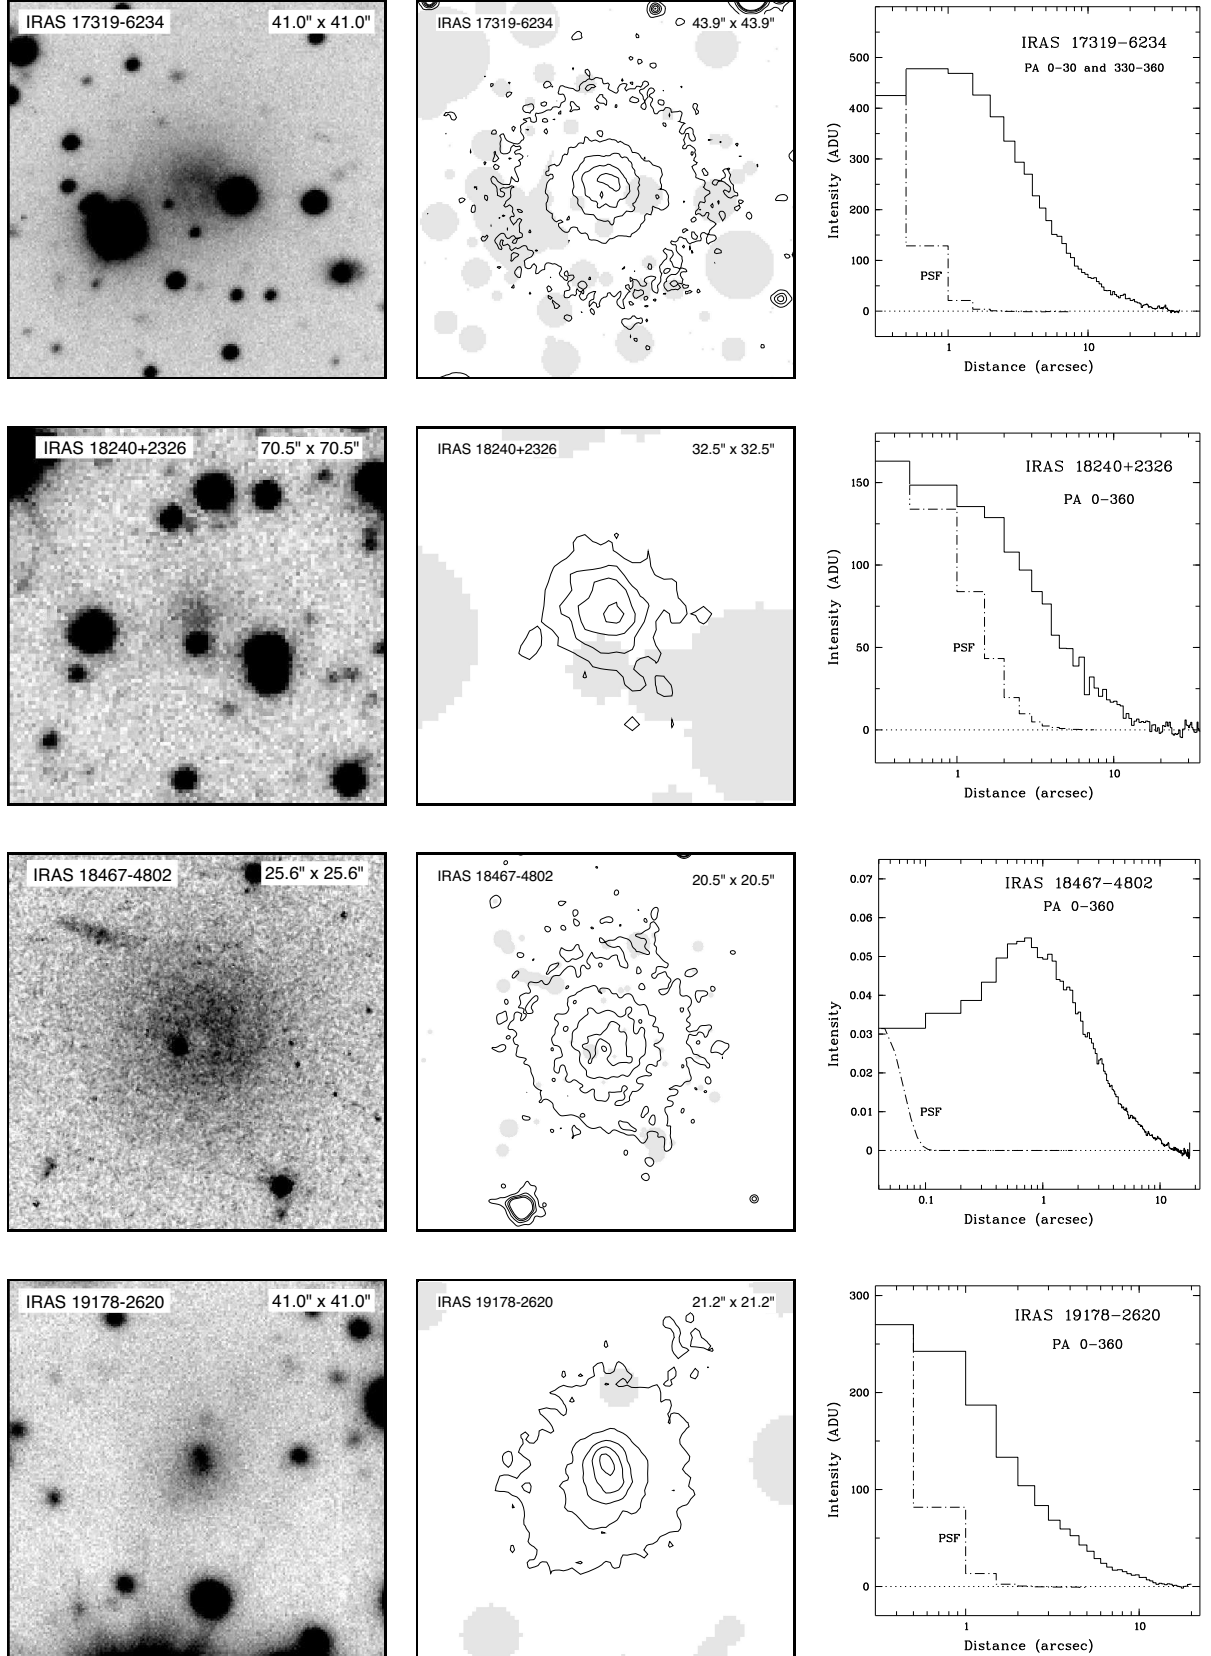 IRAS 17319-6234
41.0" x 41.0"
IRAS 17319-6234
43.9" x 43.9"
IRAS 17319-6234
PA 0-30 and 330-360
Intensity (ADU)
500
400
300
200
100
0
PSF
1
10
Distance (arcsec)
IRAS 18240+2326
70.5" x 70.5"
IRAS 18240+2326
32.5" x 32.5"
IRAS 18240+2326
PA 0-360
Intensity (ADU)
150
100
50
0
PSF
1
10
Distance (arcsec)
IRAS 18467-4802
25.6" x 25.6"
IRAS 18467-4802
20.5" x 20.5"
IRAS 18467-4802
PA 0-360
Intensity
0.07
0.06
0.05
0.04
0.03
0.02
0.01
0
PSF
0.1
1
10
Distance (arcsec)
IRAS 19178-2620
41.0" x 41.0"
IRAS 19178-2620
21.2" x 21.2"
IRAS 19178-2620
PA 0-360
Intensity (ADU)
300
200
100
0
PSF
1
10
Distance (arcsec)